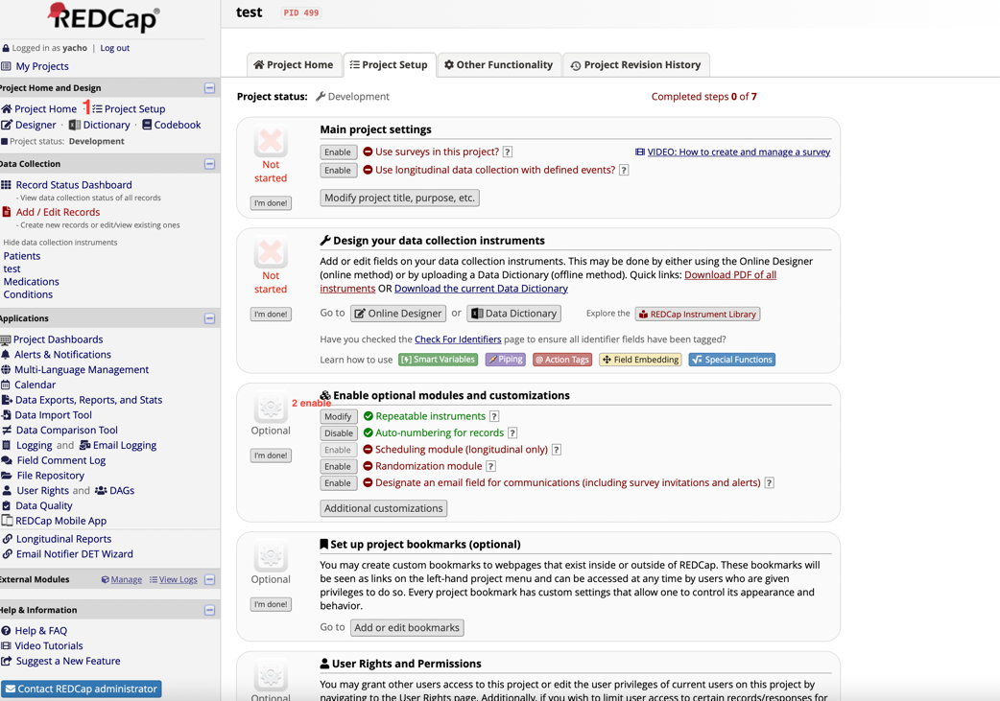 REDCap
Logged in as yacho | Log out
My Projects
Project Home and Design
Project Home · 1 Project Setup
Designer · Dictionary · Codebook
Project status: Development
Data Collection
Record Status Dashboard
- View data collection status of all records
Add / Edit Records
- Create new records or edit/view existing ones
Hide data collection instruments
Patients
test
Medications
Conditions
Applications
Project Dashboards
Alerts & Notifications
Multi-Language Management
Calendar
Data Exports, Reports, and Stats
Data Import Tool
Data Comparison Tool
Logging and Email Logging
Field Comment Log
File Repository
User Rights and DAGs
Data Quality
REDCap Mobile App
Longitudinal Reports
Email Notifier DET Wizard
External Modules Manage View Logs
Help & Information
Help & FAQ
Video Tutorials
Suggest a New Feature
Contact REDCap administrator
test PID 499
Project Home Project Setup Other Functionality Project Revision History
Project status: Development Completed steps 0 of 7
Not started
I'm done!
Main project settings
Enable Use surveys in this project? ? VIDEO: How to create and manage a survey
Enable Use longitudinal data collection with defined events? ?
Modify project title, purpose, etc.
Not started
I'm done!
Design your data collection instruments
Add or edit fields on your data collection instruments. This may be done by either using the Online Designer
(online method) or by uploading a Data Dictionary (offline method). Quick links: Download PDF of all
instruments OR Download the current Data Dictionary
Go to Online Designer or Data Dictionary Explore the REDCap Instrument Library
Have you checked the Check For Identifiers page to ensure all identifier fields have been tagged?
Learn how to use Smart Variables Piping @ Action Tags Field Embedding Special Functions
Optional
I'm done!
Enable optional modules and customizations
2 enable
Modify Repeatable instruments ?
Disable Auto-numbering for records ?
Enable Scheduling module (longitudinal only) ?
Enable Randomization module ?
Enable Designate an email field for communications (including survey invitations and alerts) ?
Additional customizations
Optional
I'm done!
Set up project bookmarks (optional)
You may create custom bookmarks to webpages that exist inside or outside of REDCap. These bookmarks will
be seen as links on the left-hand project menu and can be accessed at any time by users who are given
privileges to do so. Every project bookmark has custom settings that allow one to control its appearance and
behavior.
Go to Add or edit bookmarks
Optional
User Rights and Permissions
You may grant other users access to this project or edit the user privileges of current users on this project by
navigating to the User Rights page. Additionally, if you wish to limit user access to certain records/responses for